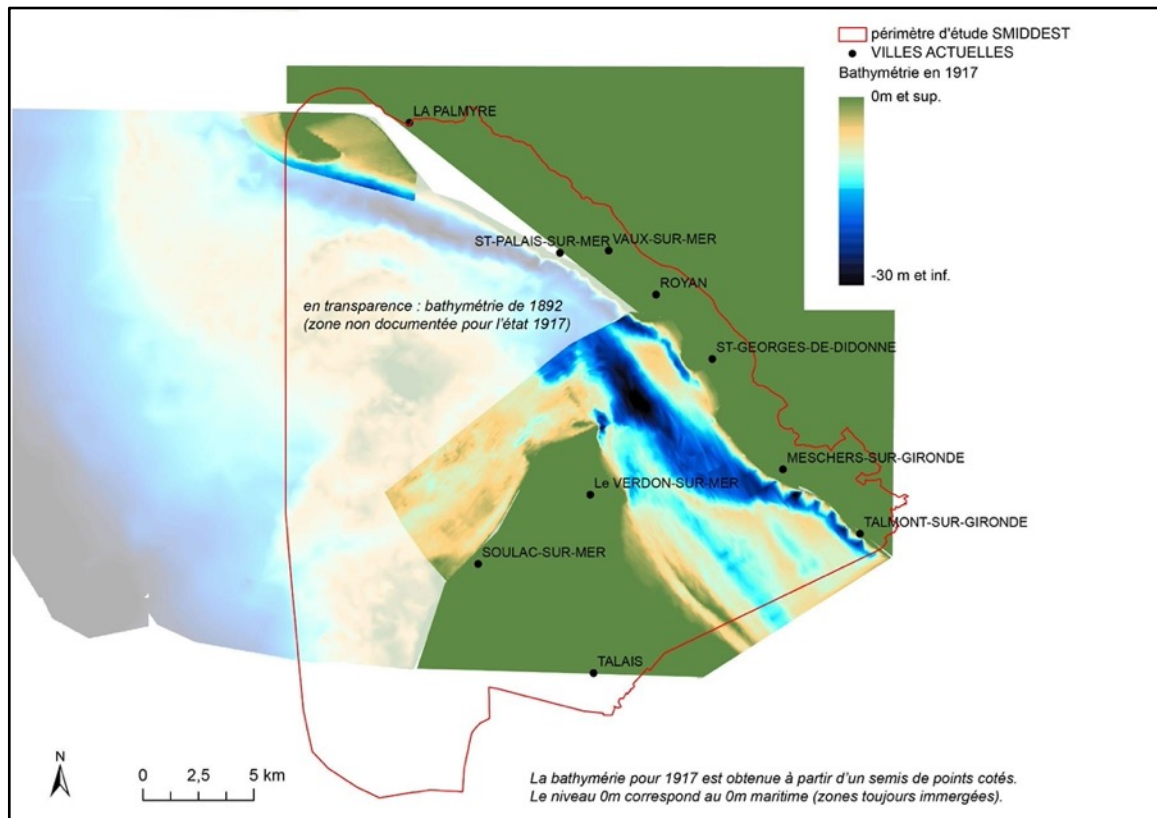 périmètre d'étude SMIDDEST
VILLES ACTUELLES
Bathymétrie en 1917
0m et sup.
-30 m et inf.
LA PALMYRE
ST-PALAIS-SUR-MER
VAUX-SUR-MER
ROYAN
en transparence : bathymétrie de 1892
(zone non documentée pour l'état 1917)
ST-GEORGES-DE-DIDONNE
MESCHERS-SUR-GIRONDE
Le VERDON-SUR-MER
TALMONT-SUR-GIRONDE
SOULAC-SUR-MER
TALAIS
N
0 2,5 5 km
La bathymérie pour 1917 est obtenue à partir d'un semis de points cotés.
Le niveau 0m correspond au 0m maritime (zones toujours immergées).